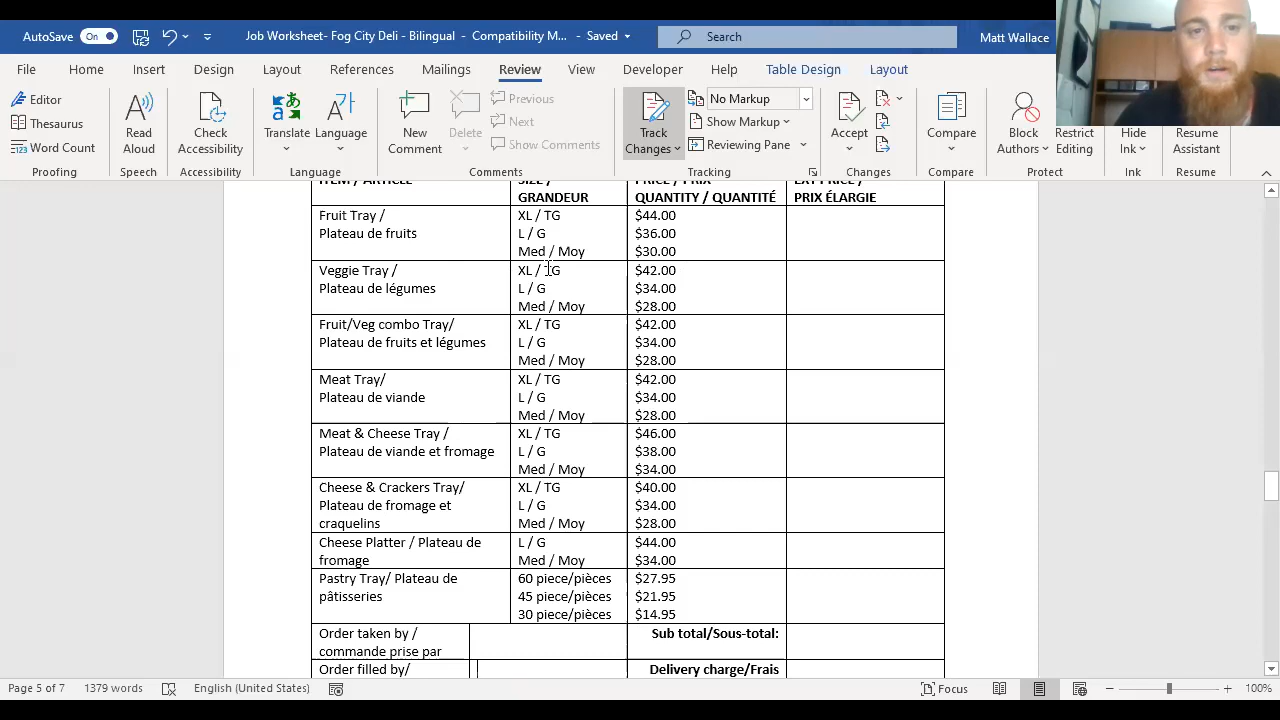 AutoSave On Job Worksheet- Fog City Deli - Bilingual - Compatibility M... - Saved Search Matt Wallace
File Home Insert Design Layout References Mailings Review View Developer Help Table Design Layout
Editor
Thesaurus
Word Count
Proofing
Read Aloud
Speech
Check Accessibility
Accessibility
Translate Language
Language
New Comment
Delete
Previous
Next
Show Comments
Comments
Track Changes
No Markup
Show Markup
Reviewing Pane
Tracking
Accept
Changes
Compare
Compare
Block Authors
Restrict Editing
Protect
Hide Ink
Ink
Resume Assistant
Resume
ITEM / ARTICLE SIZE / PRICE / PRIX EXT PRICE /
GRANDEUR QUANTITY / QUANTITÉ PRIX ÉLARGIE
Fruit Tray / XL / TG $44.00
Plateau de fruits L / G $36.00
Med / Moy $30.00
Veggie Tray / XL / TG $42.00
Plateau de légumes L / G $34.00
Med / Moy $28.00
Fruit/Veg combo Tray/ XL / TG $42.00
Plateau de fruits et légumes L / G $34.00
Med / Moy $28.00
Meat Tray/ XL / TG $42.00
Plateau de viande L / G $34.00
Med / Moy $28.00
Meat & Cheese Tray / XL / TG $46.00
Plateau de viande et fromage L / G $38.00
Med / Moy $34.00
Cheese & Crackers Tray/ XL / TG $40.00
Plateau de fromage et L / G $34.00
craquelins Med / Moy $28.00
Cheese Platter / Plateau de L / G $44.00
fromage Med / Moy $34.00
Pastry Tray/ Plateau de 60 piece/pièces $27.95
pâtisseries 45 piece/pièces $21.95
30 piece/pièces $14.95
Order taken by / Sub total/Sous-total:
commande prise par
Order filled by/ Delivery charge/Frais
Page 5 of 7 1379 words English (United States) Focus 100%